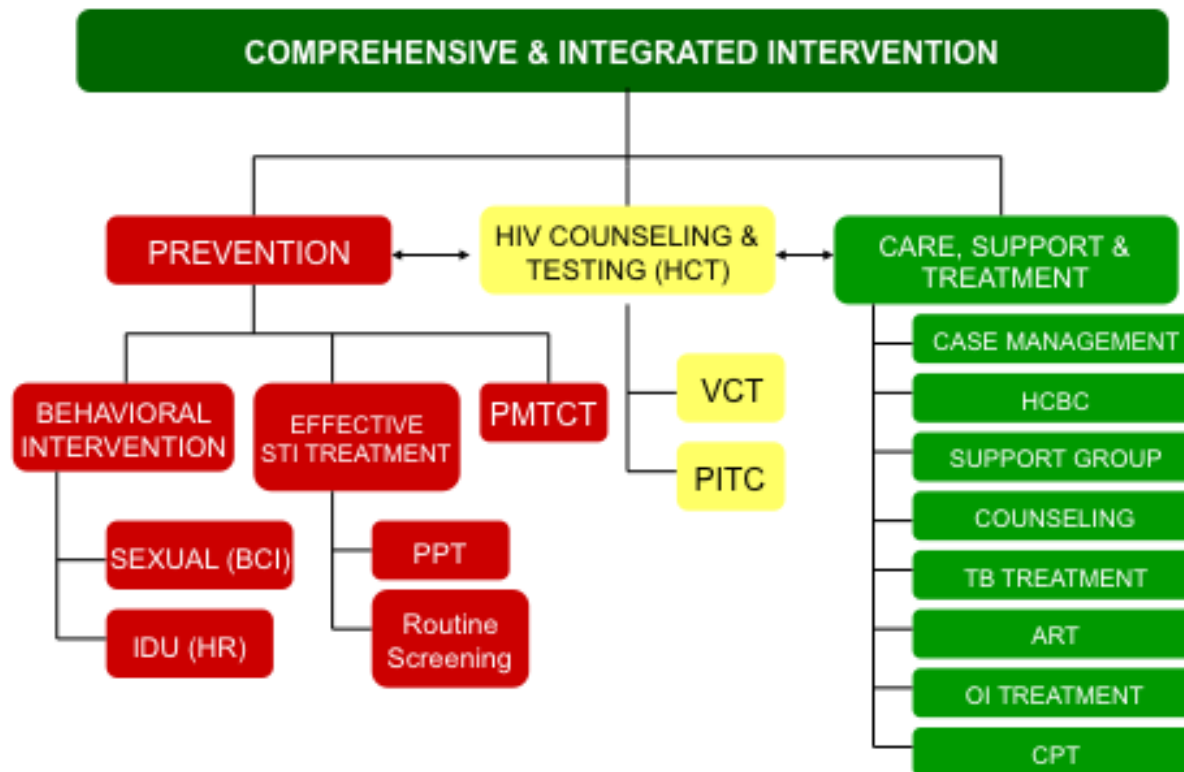 COMPREHENSIVE & INTEGRATED INTERVENTION
PREVENTION
HIV COUNSELING &
TESTING (HCT)
CARE, SUPPORT &
TREATMENT
BEHAVIORAL
INTERVENTION
EFFECTIVE
STI TREATMENT
PMTCT
SEXUAL (BCI)
IDU (HR)
PPT
Routine
Screening
VCT
PITC
CASE MANAGEMENT
HCBC
SUPPORT GROUP
COUNSELING
TB TREATMENT
ART
OI TREATMENT
CPT